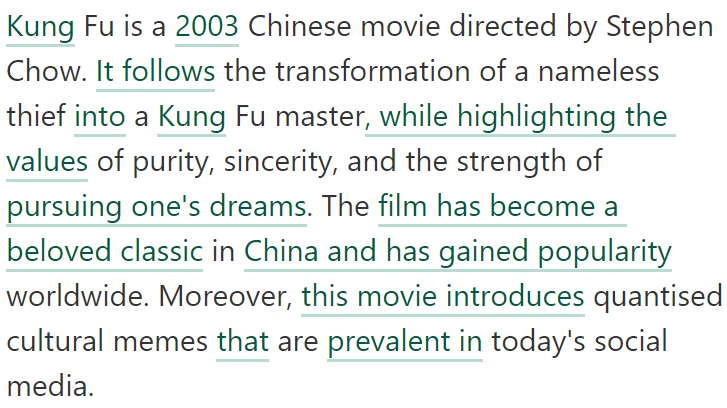 Kung Fu is a 2003 Chinese movie directed by Stephen
Chow. It follows the transformation of a nameless
thief into a Kung Fu master, while highlighting the
values of purity, sincerity, and the strength of
pursuing one's dreams. The film has become a
beloved classic in China and has gained popularity
worldwide. Moreover, this movie introduces quantised
cultural memes that are prevalent in today's social
media.